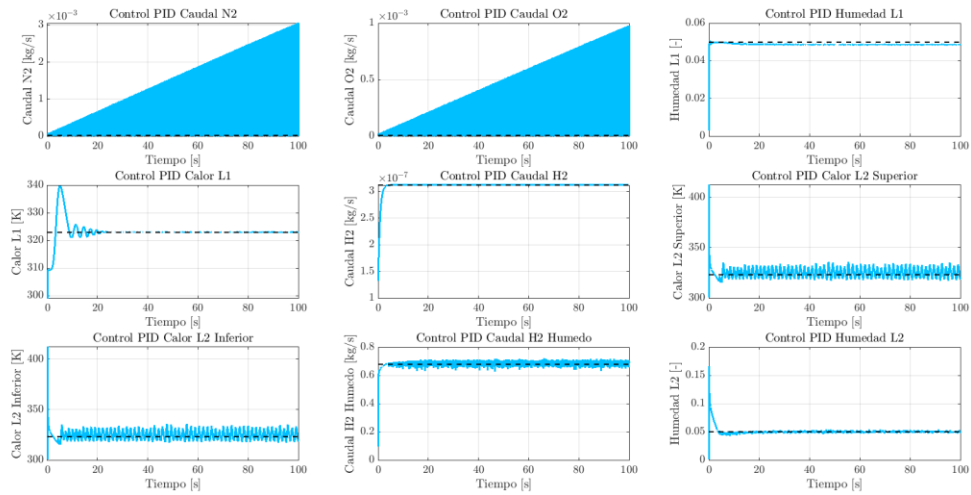 Control PID Caudal N2
×10⁻³
3
2
1
0
Caudal N2 [kg/s]
0 20 40 60 80 100
Tiempo [s]
Control PID Caudal O2
×10⁻³
1
0.5
0
Caudal O2 [kg/s]
0 20 40 60 80 100
Tiempo [s]
Control PID Humedad L1
0.06
0.04
0.02
0
Humedad L1 [-]
0 20 40 60 80 100
Tiempo [s]
Control PID Calor L1
340
330
320
310
300
Calor L1 [K]
0 20 40 60 80 100
Tiempo [s]
Control PID Caudal H2
×10⁻⁷
3
2
1
Caudal H2 [kg/s]
0 20 40 60 80 100
Tiempo [s]
Control PID Calor L2 Superior
400
350
300
Calor L2 Superior [K]
0 20 40 60 80 100
Tiempo [s]
Control PID Calor L2 Inferior
400
350
300
Calor L2 Inferior [K]
0 20 40 60 80 100
Tiempo [s]
Control PID Caudal H2 Humedo
0.8
0.6
0.4
0.2
0
Caudal H2 Humedo [kg/s]
0 20 40 60 80 100
Tiempo [s]
Control PID Humedad L2
0.2
0.15
0.1
0.05
0
Humedad L2 [-]
0 20 40 60 80 100
Tiempo [s]